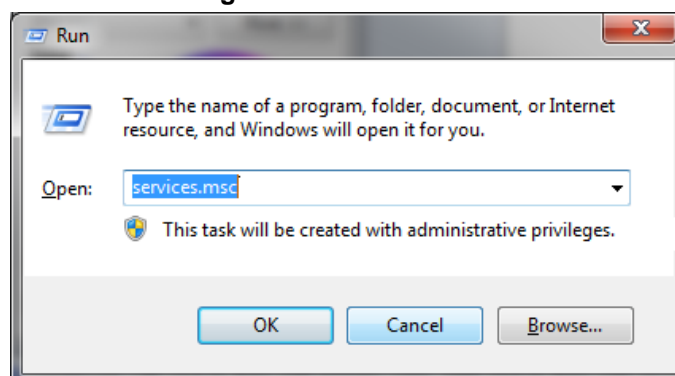 Run
Type the name of a program, folder, document, or Internet
resource, and Windows will open it for you.
Open: services.msc
This task will be created with administrative privileges.
OK Cancel Browse...